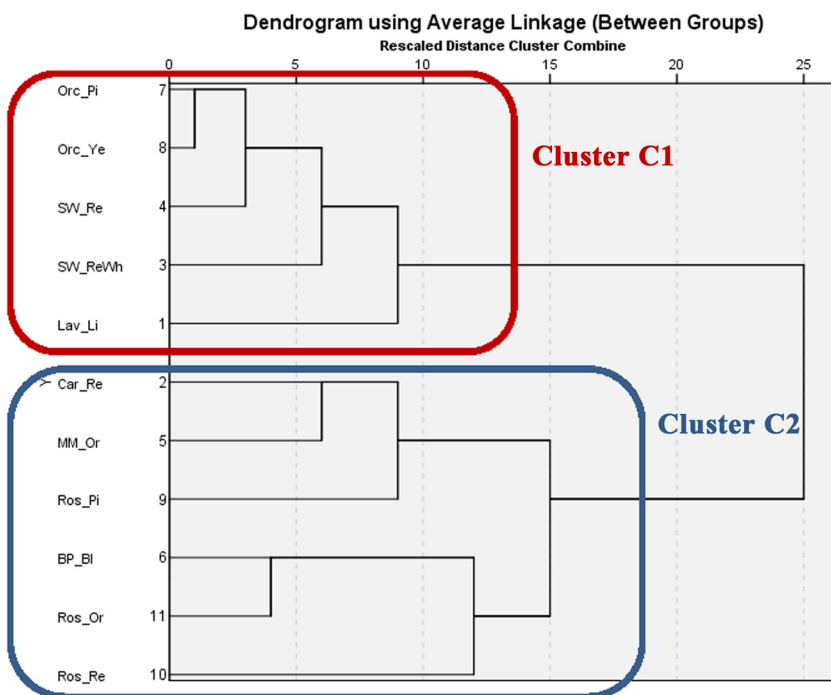 Dendrogram using Average Linkage (Between Groups)
Rescaled Distance Cluster Combine
0 5 10 15 20 25
Orc_Pi 7
Cluster C1
Orc_Ye 8
SW_Re 4
SW_ReWh 3
Lav_Li 1
Y Car_Re 2
Cluster C2
MM_Or 5
Ros_Pi 9
BP_Bl 6
Ros_Or 11
Ros_Re 10